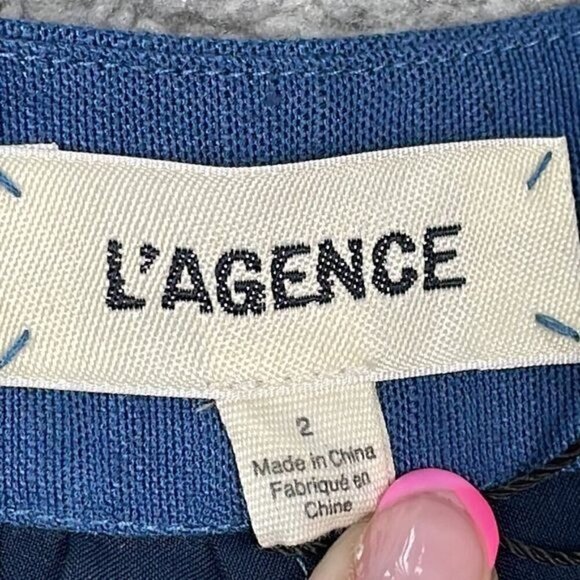 L'AGENCE
2
Made in China
Fabriqué en
Chine